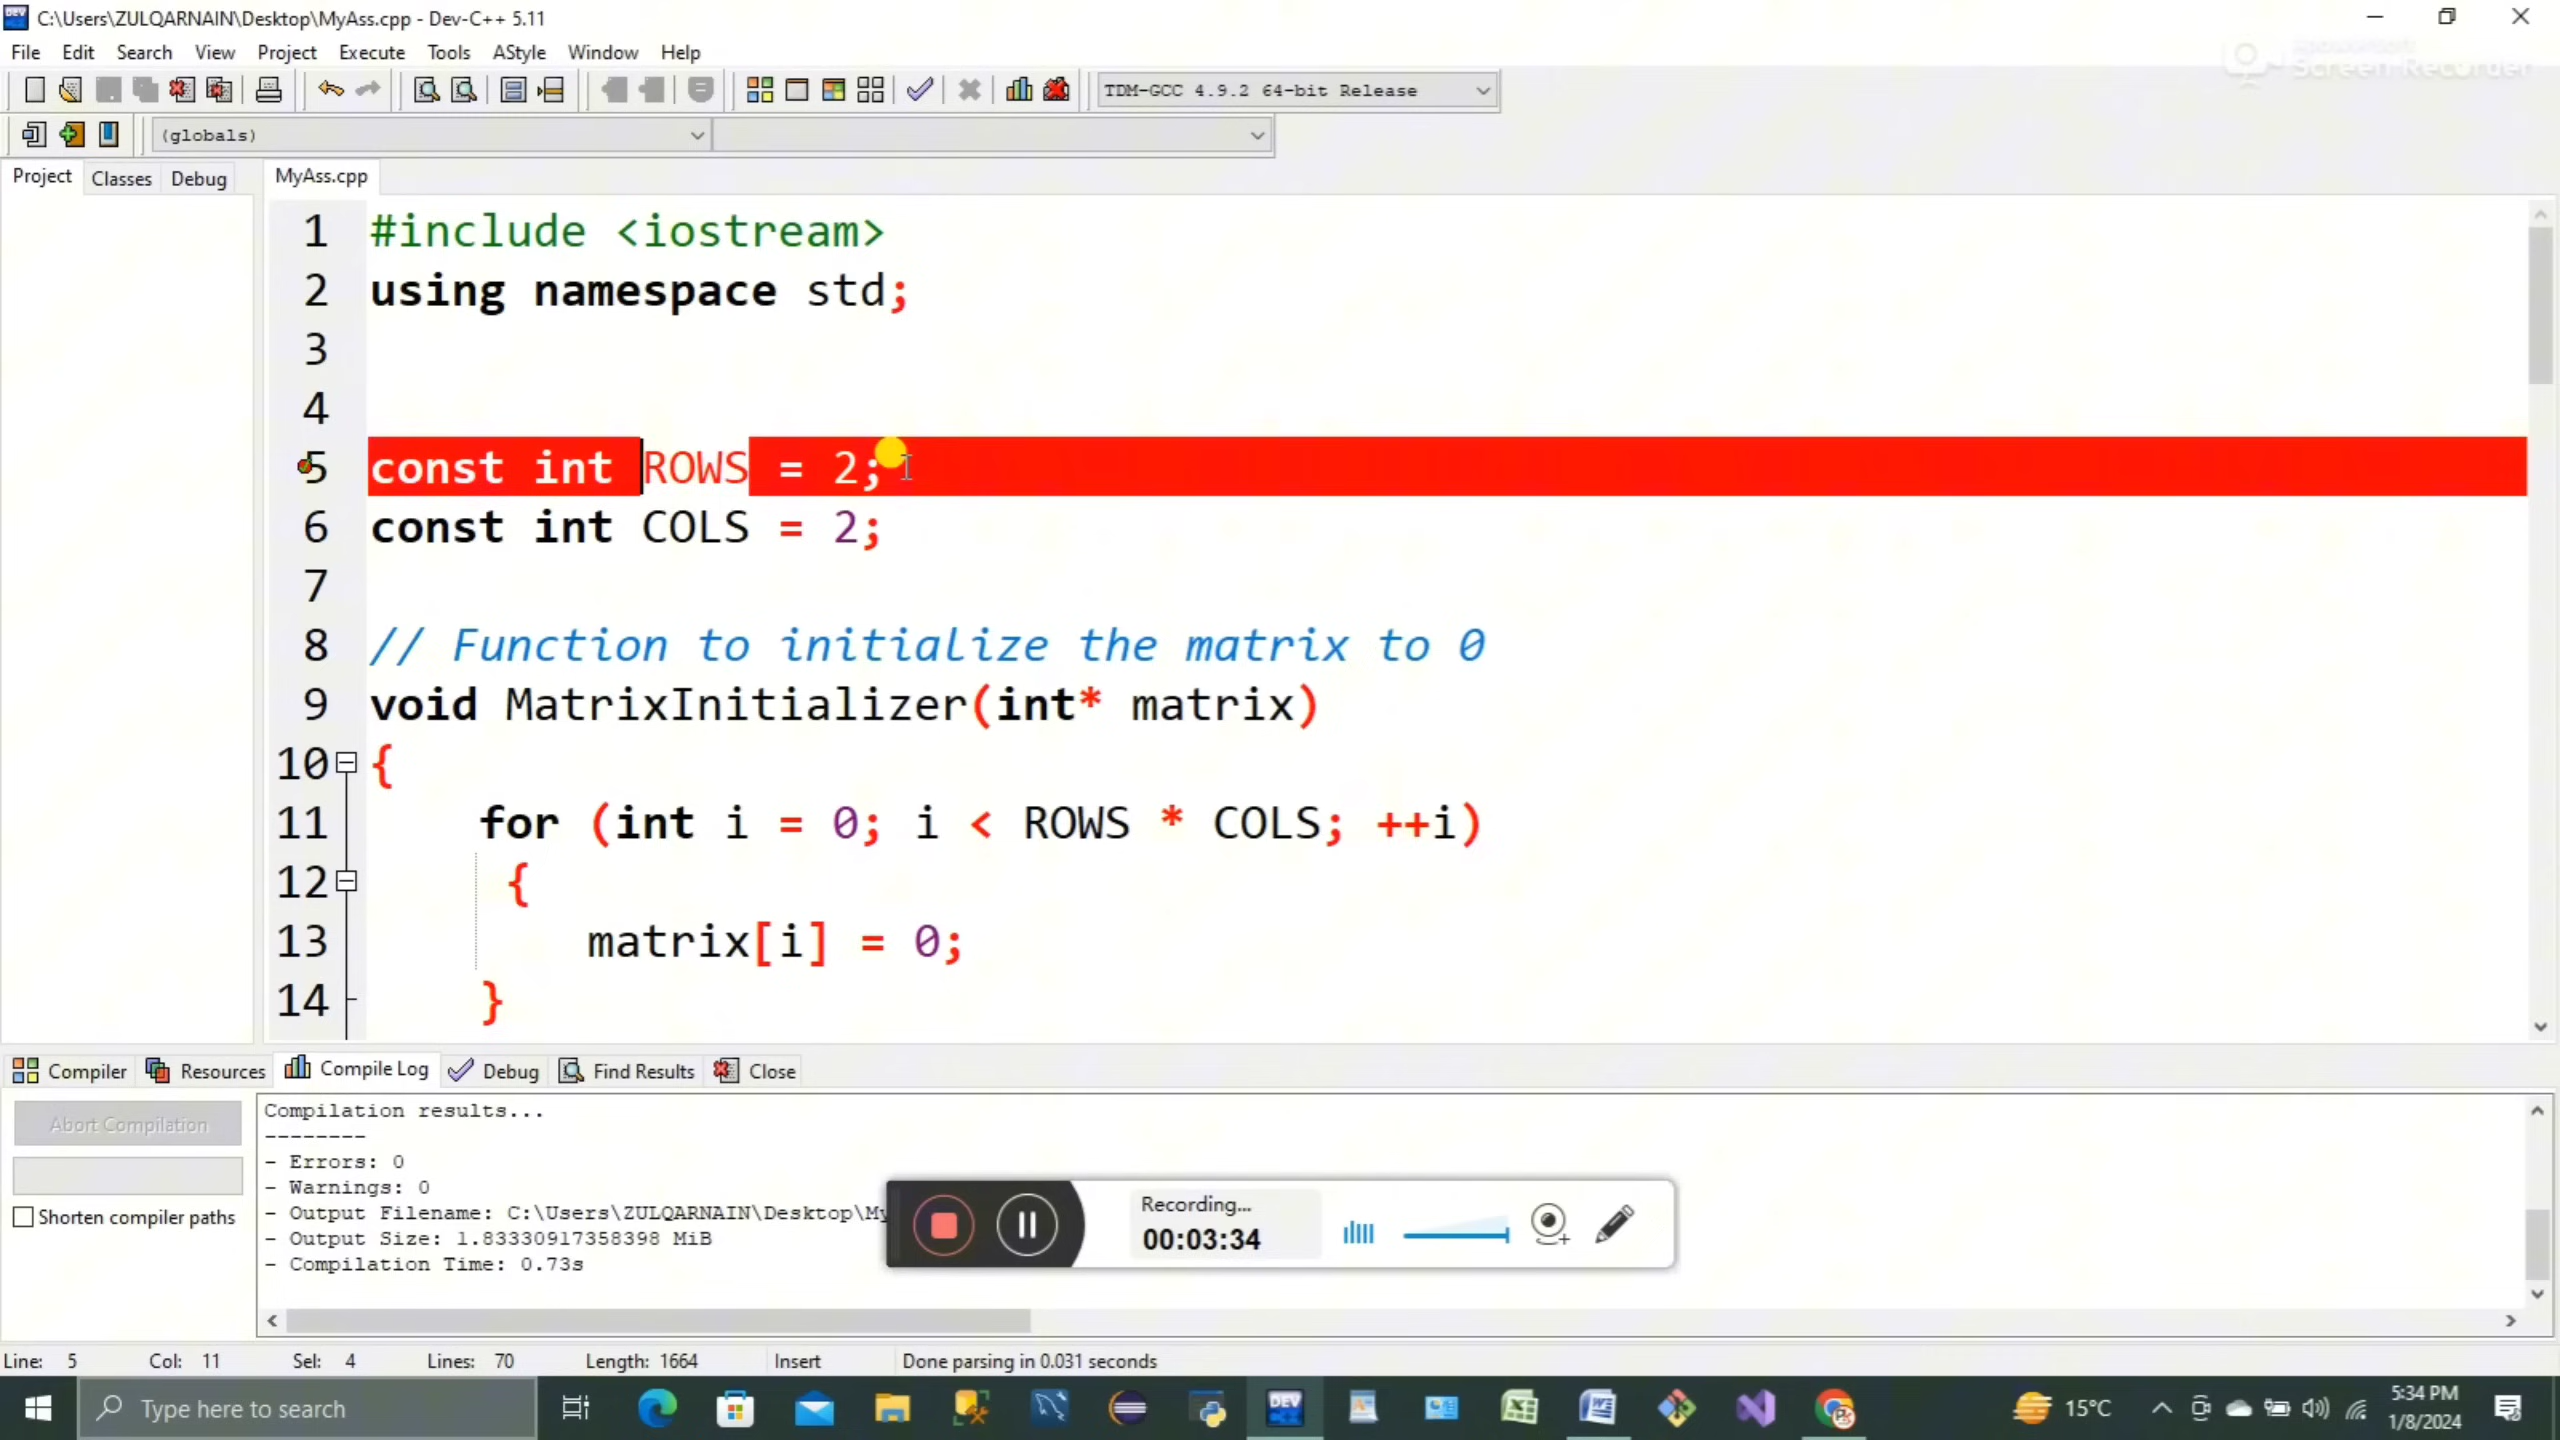 C:\Users\ZULQARNAIN\Desktop\MyAss.cpp - Dev-C++ 5.11
File Edit Search View Project Execute Tools AStyle Window Help
Screen Recorder
TDM-GCC 4.9.2 64-bit Release
(globals)
Project Classes Debug MyAss.cpp
1 #include <iostream>
2 using namespace std;
3
4
5 const int ROWS = 2;
6 const int COLS = 2;
7
8 // Function to initialize the matrix to 0
9 void MatrixInitializer(int* matrix)
10 {
11 for (int i = 0; i < ROWS * COLS; ++i)
12 {
13 matrix[i] = 0;
14 }
Compiler Resources Compile Log Debug Find Results Close
Abort Compilation
Shorten compiler paths
Compilation results...
--------
- Errors: 0
- Warnings: 0
- Output Filename: C:\Users\ZULQARNAIN\Desktop\My
- Output Size: 1.83330917358398 MiB
- Compilation Time: 0.73s
Recording...
00:03:34
Line: 5 Col: 11 Sel: 4 Lines: 70 Length: 1664 Insert Done parsing in 0.031 seconds
Type here to search
DEV
15°C
5:34 PM
1/8/2024